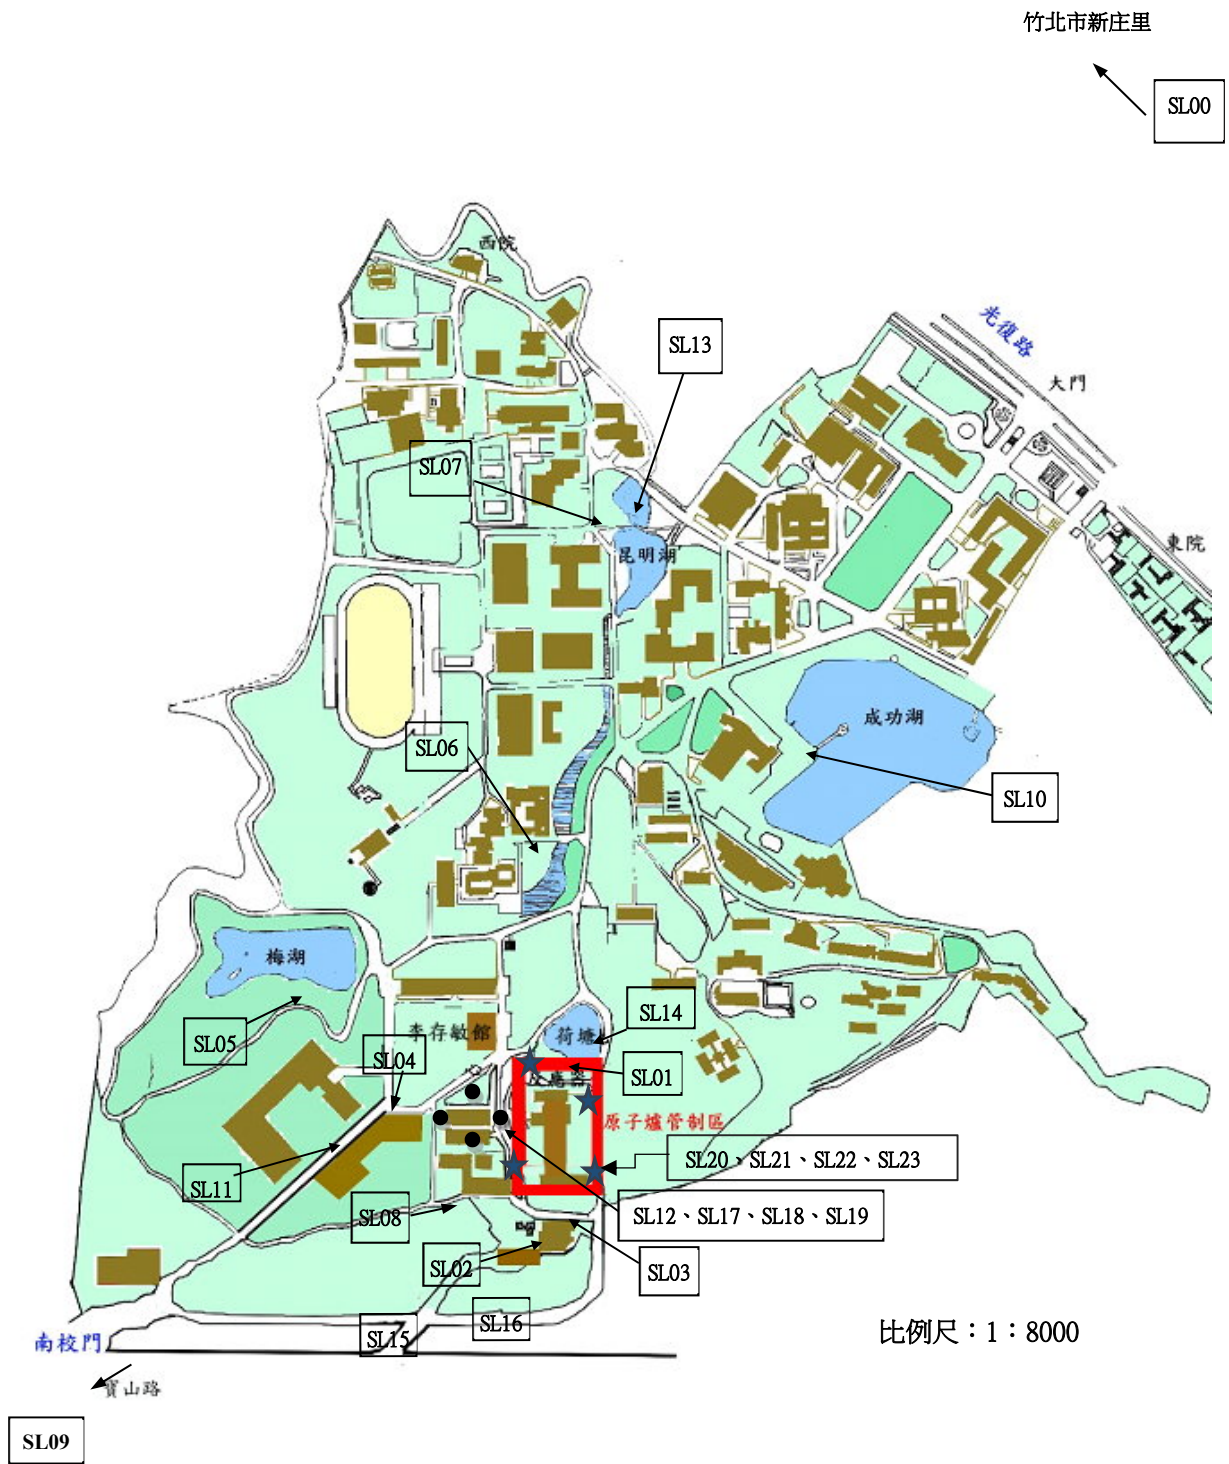 竹北市新庄里
SL00
西院
光復路
SL13
大門
SL07
東院
昆明湖
成功湖
SL06
SL10
梅湖
SL14
荷塘
李存敏館
SL05
SL04
SL01
反應器
原子爐管制區
SL20、SL21、SL22、SL23
SL11
SL12、SL17、SL18、SL19
SL08
SL02
SL03
SL16
SL15
比例尺：1：8000
南校門
寶山路
SL09